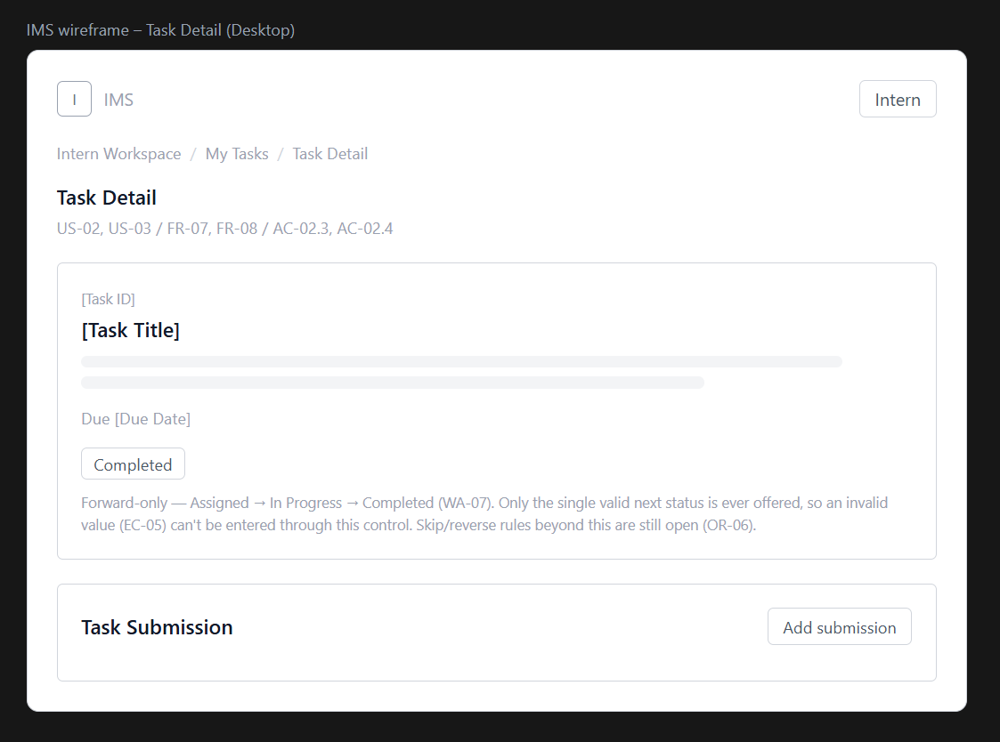 IMS wireframe – Task Detail (Desktop)
I IMS Intern
Intern Workspace / My Tasks / Task Detail
Task Detail
US-02, US-03 / FR-07, FR-08 / AC-02.3, AC-02.4
[Task ID]
[Task Title]
Due [Due Date]
Completed
Forward-only — Assigned → In Progress → Completed (WA-07). Only the single valid next status is ever offered, so an invalid
value (EC-05) can't be entered through this control. Skip/reverse rules beyond this are still open (OR-06).
Task Submission Add submission